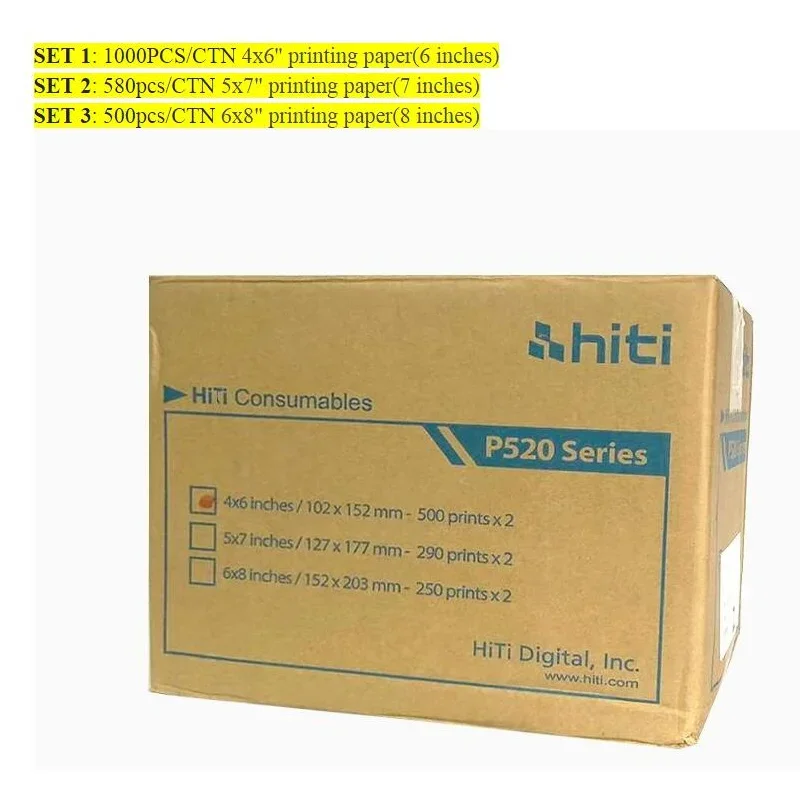 SET 1: 1000PCS/CTN 4x6" printing paper(6 inches)
SET 2: 580pcs/CTN 5x7" printing paper(7 inches)
SET 3: 500pcs/CTN 6x8" printing paper(8 inches)
hiti
HiTi Consumables
P520 Series
4x6 inches / 102 x 152 mm - 500 prints x 2
5x7 inches / 127 x 177 mm - 290 prints x 2
6x8 inches / 152 x 203 mm - 250 prints x 2
HiTi Digital, Inc.
www.hiti.com